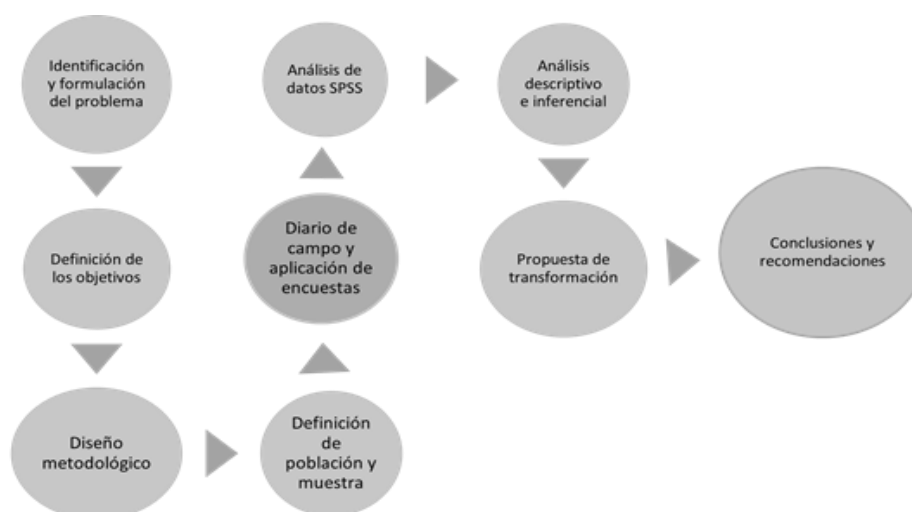 Identificación
y formulación
del problema
Definición de
los objetivos
Diseño
metodológico
Definición
de
población y
muestra
Diario de
campo y
aplicación de
encuestas
Análisis de
datos SPSS
Análisis
descriptivo
e inferencial
Propuesta de
transformación
Conclusiones y
recomendaciones